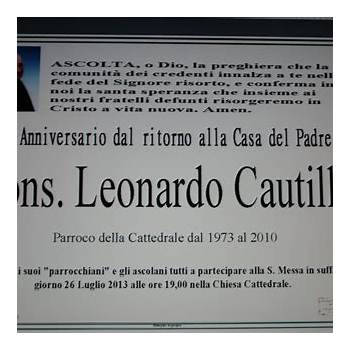 ASCOLTA, o Dio, la preghiera che la
comunità dei credenti innalza a te nella
fede del Signore risorto, e conferma in
noi la santa speranza che insieme ai
nostri fratelli defunti risorgeremo in
Cristo a vita nuova. Amen.
Anniversario dal ritorno alla Casa del Padre
ons. Leonardo Cautill
Parroco della Cattedrale dal 1973 al 2010
i suoi "parrocchiani" e gli ascolani tutti a partecipare alla S. Messa in suff
giorno 26 Luglio 2013 alle ore 19,00 nella Chiesa Cattedrale.